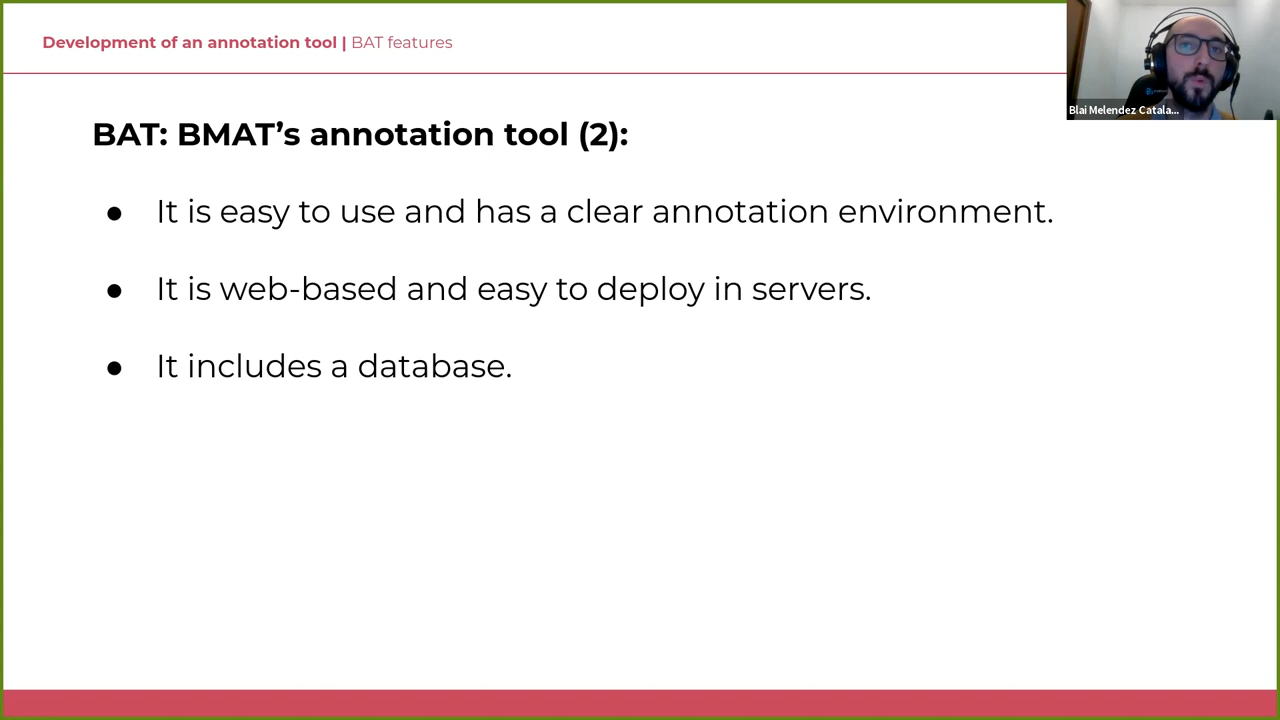 Development of an annotation tool | BAT features
Blai Melendez Catala...
BAT: BMAT’s annotation tool (2):
● It is easy to use and has a clear annotation environment.
● It is web-based and easy to deploy in servers.
● It includes a database.